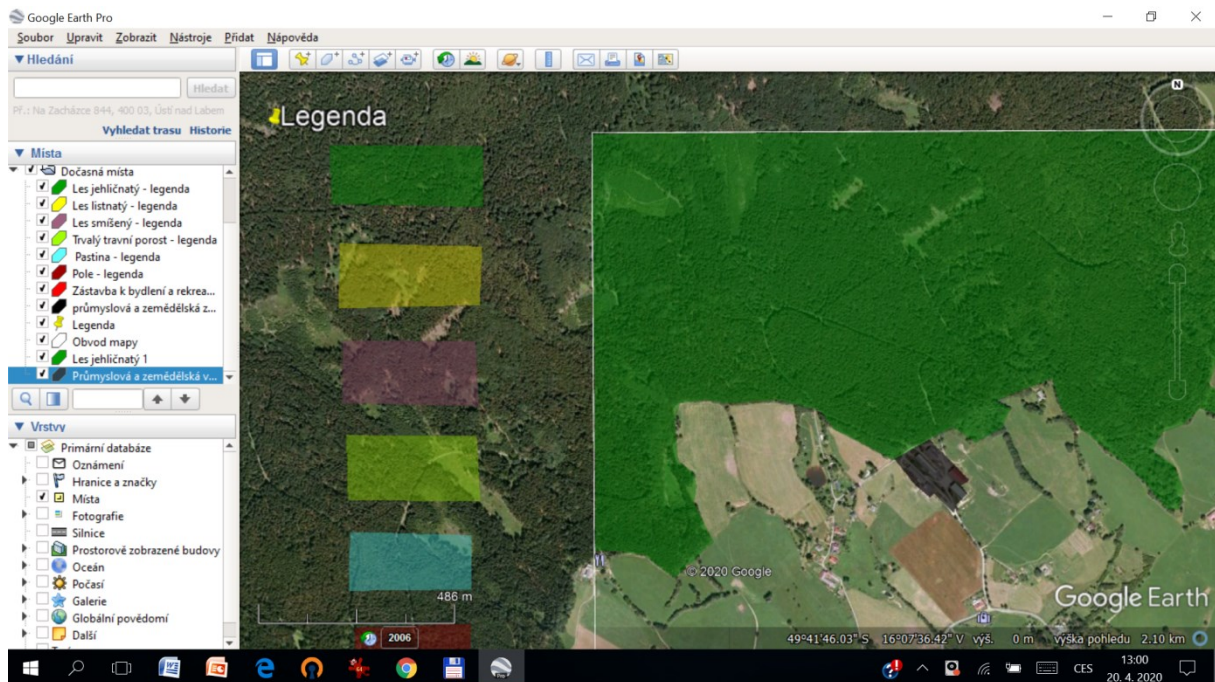 Google Earth Pro
Soubor Upravit Zobrazit Nástroje Přidat Nápověda
Hledání
Hledat
Př.: Na Zacházce 844, 400 03, Ústí nad Labem
Vyhledat trasu Historie
Místa
Dočasná místa
Les jehličnatý - legenda
Les listnatý - legenda
Les smíšený - legenda
Trvalý travní porost - legenda
Pastina - legenda
Pole - legenda
Zástavba k bydlení a rekrea...
průmyslová a zemědělská z...
Legenda
Obvod mapy
Les jehličnatý 1
Průmyslová a zemědělská v...
Vrstvy
Primární databáze
Oznámení
Hranice a značky
Místa
Fotografie
Silnice
Prostorově zobrazené budovy
Oceán
Počasí
Galerie
Globální povědomí
Další
Legenda
N
486 m
2006
© 2020 Google
Google Earth
49°41'46.03" S 16°07'36.42" V výš. 0 m výška pohledu 2.10 km
CES
13:00
20. 4. 2020